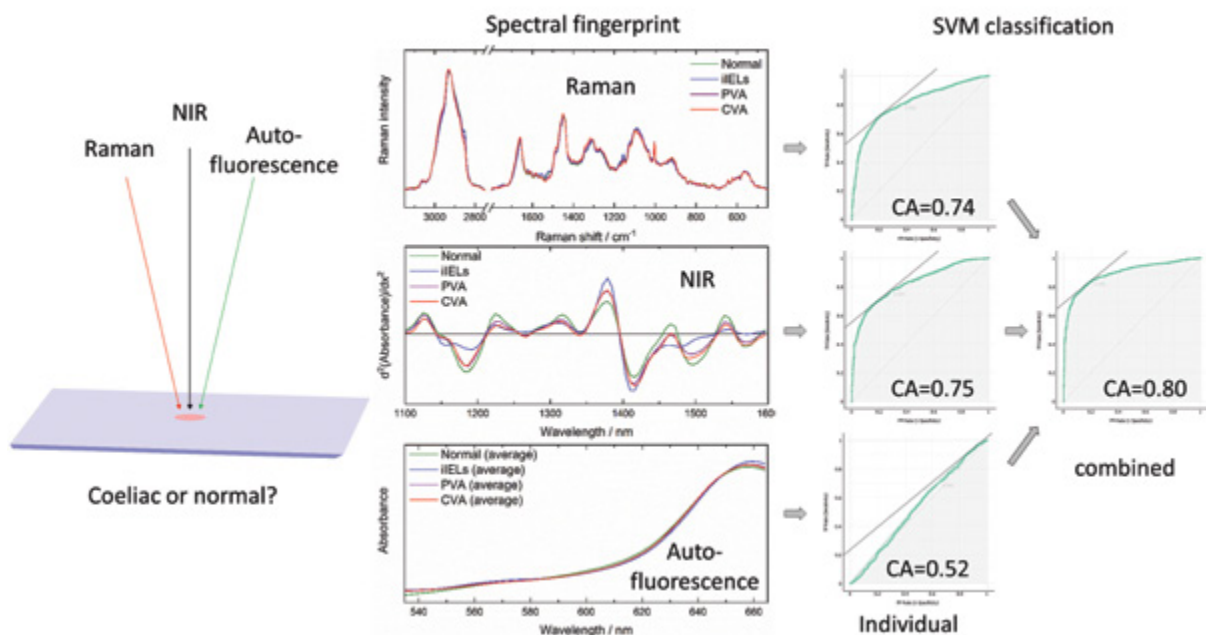 Spectral fingerprint
SVM classification
NIR
Raman
Auto-
fluorescence
Coeliac or normal?
Raman
Normal
iIELs
PVA
CVA
Raman intensity
3000 2800 1600 1400 1200 1000 800 600
Raman shift / cm-1
NIR
Normal
iIELs
PVA
CVA
d²(Absorbance)/dx²
1100 1200 1300 1400 1500 1600
Wavelength / nm
Normal (average)
iIELs (average)
PVA (average)
CVA (average)
Absorbance
Auto-
fluorescence
540 560 580 600 620 640 660
Wavelength / nm
CA=0.74
CA=0.75
CA=0.52
Individual
CA=0.80
combined